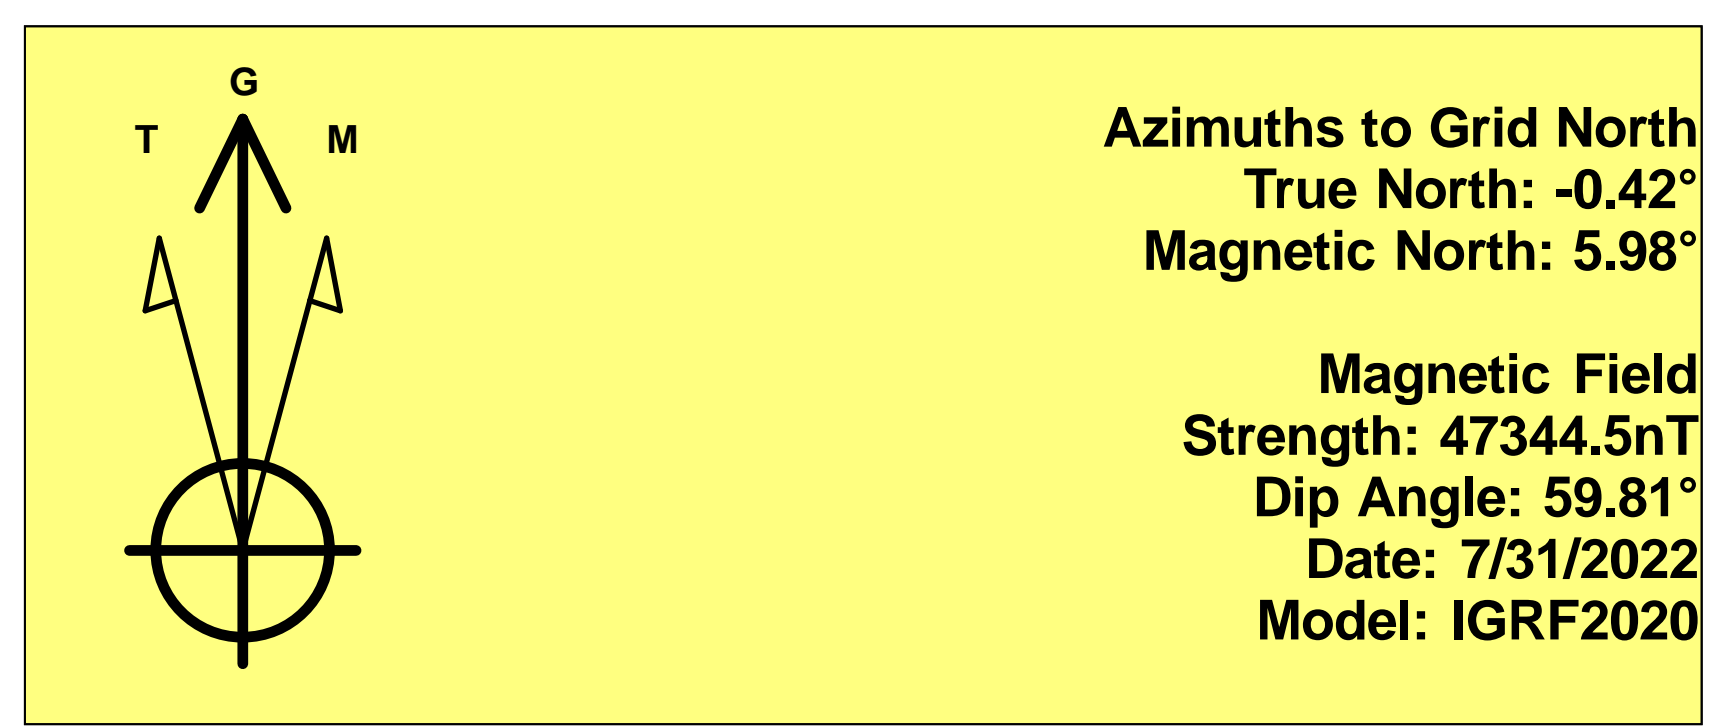 G
T M
Azimuths to Grid North
True North: -0.42°
Magnetic North: 5.98°
Magnetic Field
Strength: 47344.5nT
Dip Angle: 59.81°
Date: 7/31/2022
Model: IGRF2020